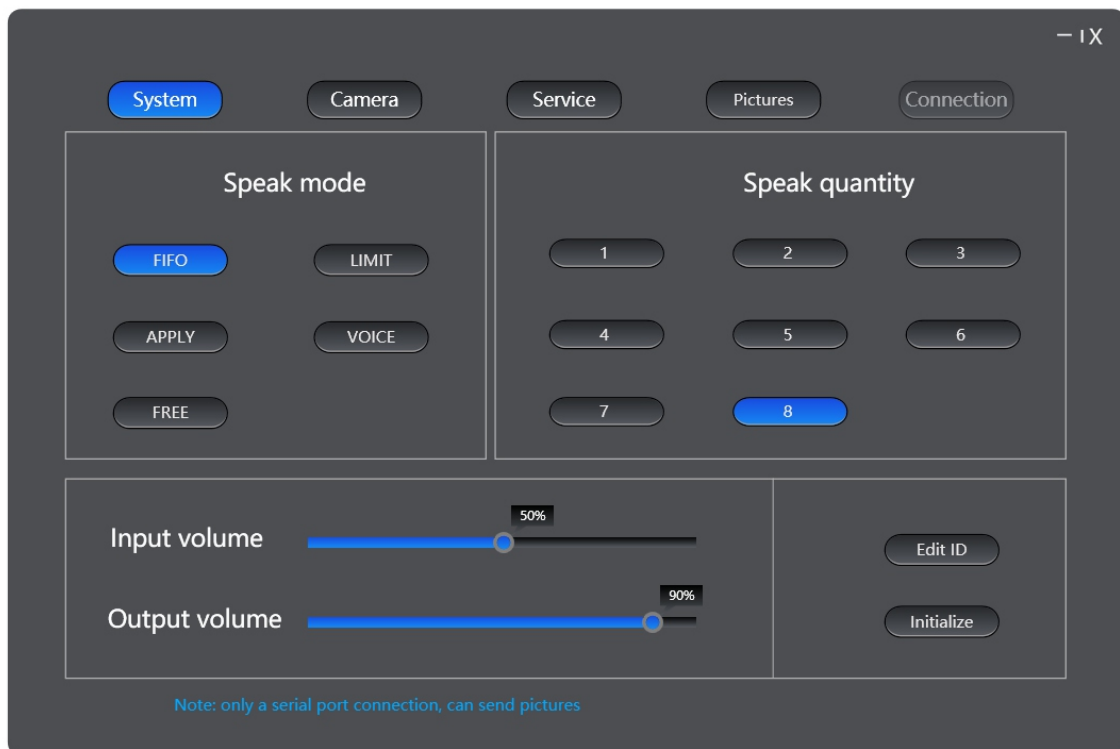 System Camera Service Pictures Connection
Speak mode
FIFO LIMIT
APPLY VOICE
FREE
Speak quantity
1 2 3
4 5 6
7 8
50%
Input volume
90%
Output volume
Edit ID
Initialize
Note: only a serial port connection, can send pictures